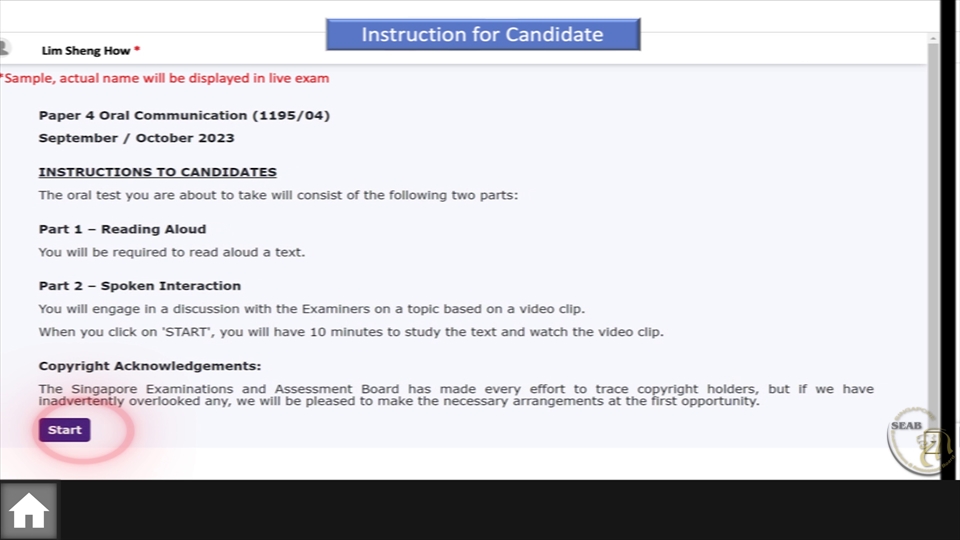 Instruction for Candidate
Lim Sheng How *
*Sample, actual name will be displayed in live exam
Paper 4 Oral Communication (1195/04)
September / October 2023
INSTRUCTIONS TO CANDIDATES
The oral test you are about to take will consist of the following two parts:
Part 1 – Reading Aloud
You will be required to read aloud a text.
Part 2 – Spoken Interaction
You will engage in a discussion with the Examiners on a topic based on a video clip.
When you click on 'START', you will have 10 minutes to study the text and watch the video clip.
Copyright Acknowledgements:
The Singapore Examinations and Assessment Board has made every effort to trace copyright holders, but if we have
inadvertently overlooked any, we will be pleased to make the necessary arrangements at the first opportunity.
Start
SEAB